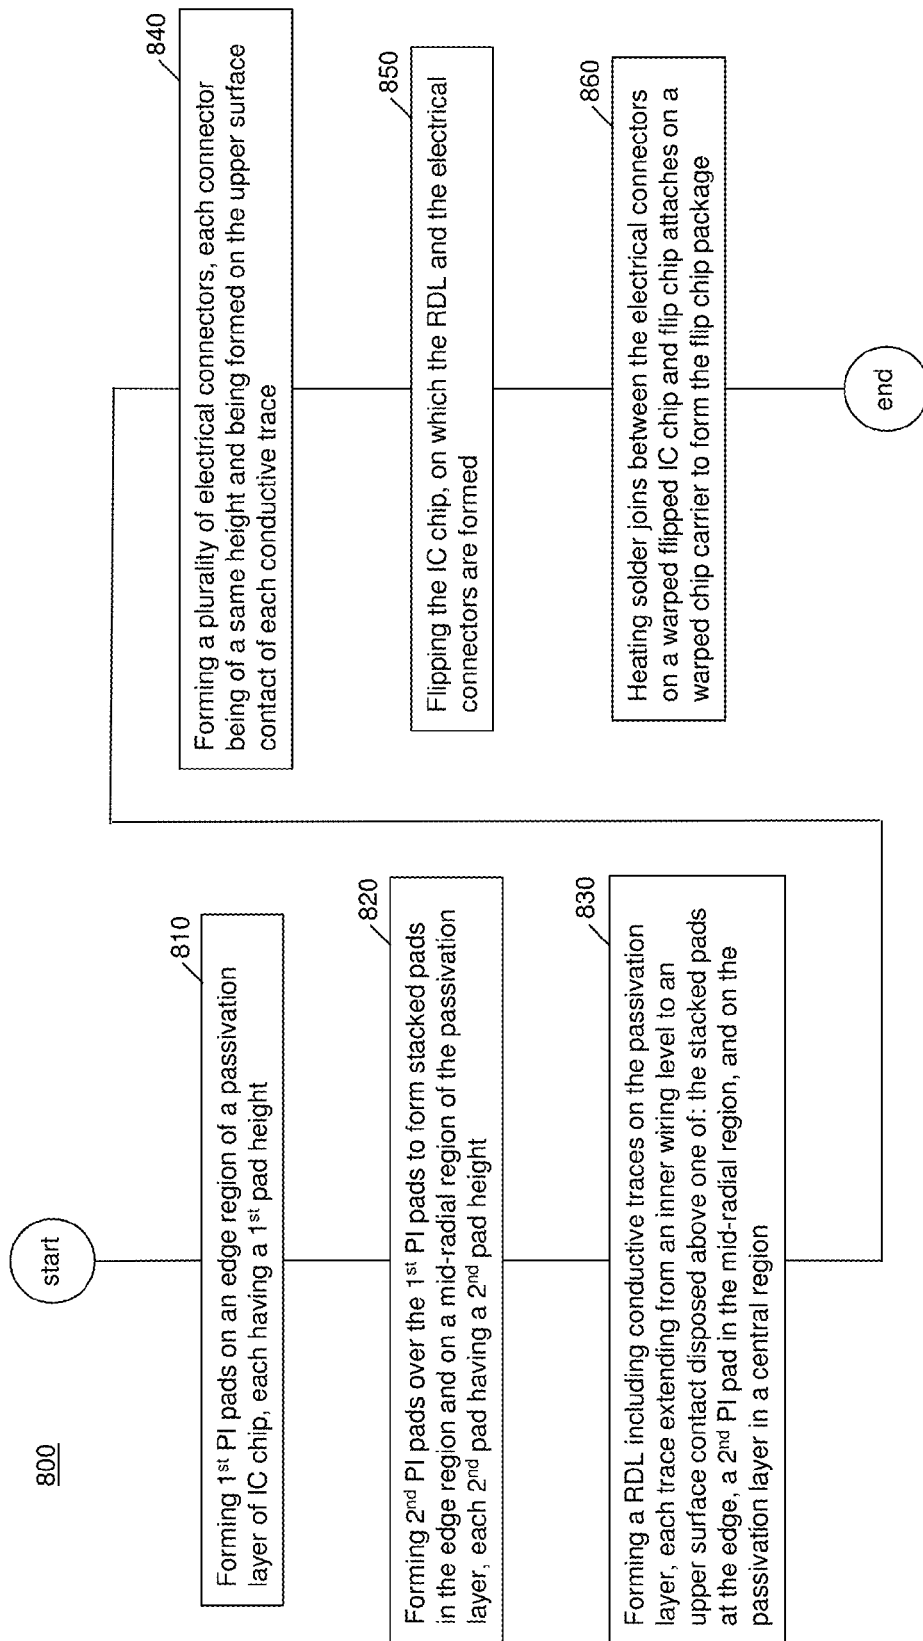 800
start
810
Forming 1st PI pads on an edge region of a passivation
layer of IC chip, each having a 1st pad height
820
Forming 2nd PI pads over the 1st PI pads to form stacked pads
in the edge region and on a mid-radial region of the passivation
layer, each 2nd pad having a 2nd pad height
830
Forming a RDL including conductive traces on the passivation
layer, each trace extending from an inner wiring level to an
upper surface contact disposed above one of: the stacked pads
at the edge, a 2nd PI pad in the mid-radial region, and on the
passivation layer in a central region
840
Forming a plurality of electrical connectors, each connector
being of a same height and being formed on the upper surface
contact of each conductive trace
850
Flipping the IC chip, on which the RDL and the electrical
connectors are formed
860
Heating solder joins between the electrical connectors
on a warped flipped IC chip and flip chip attaches on a
warped chip carrier to form the flip chip package
end